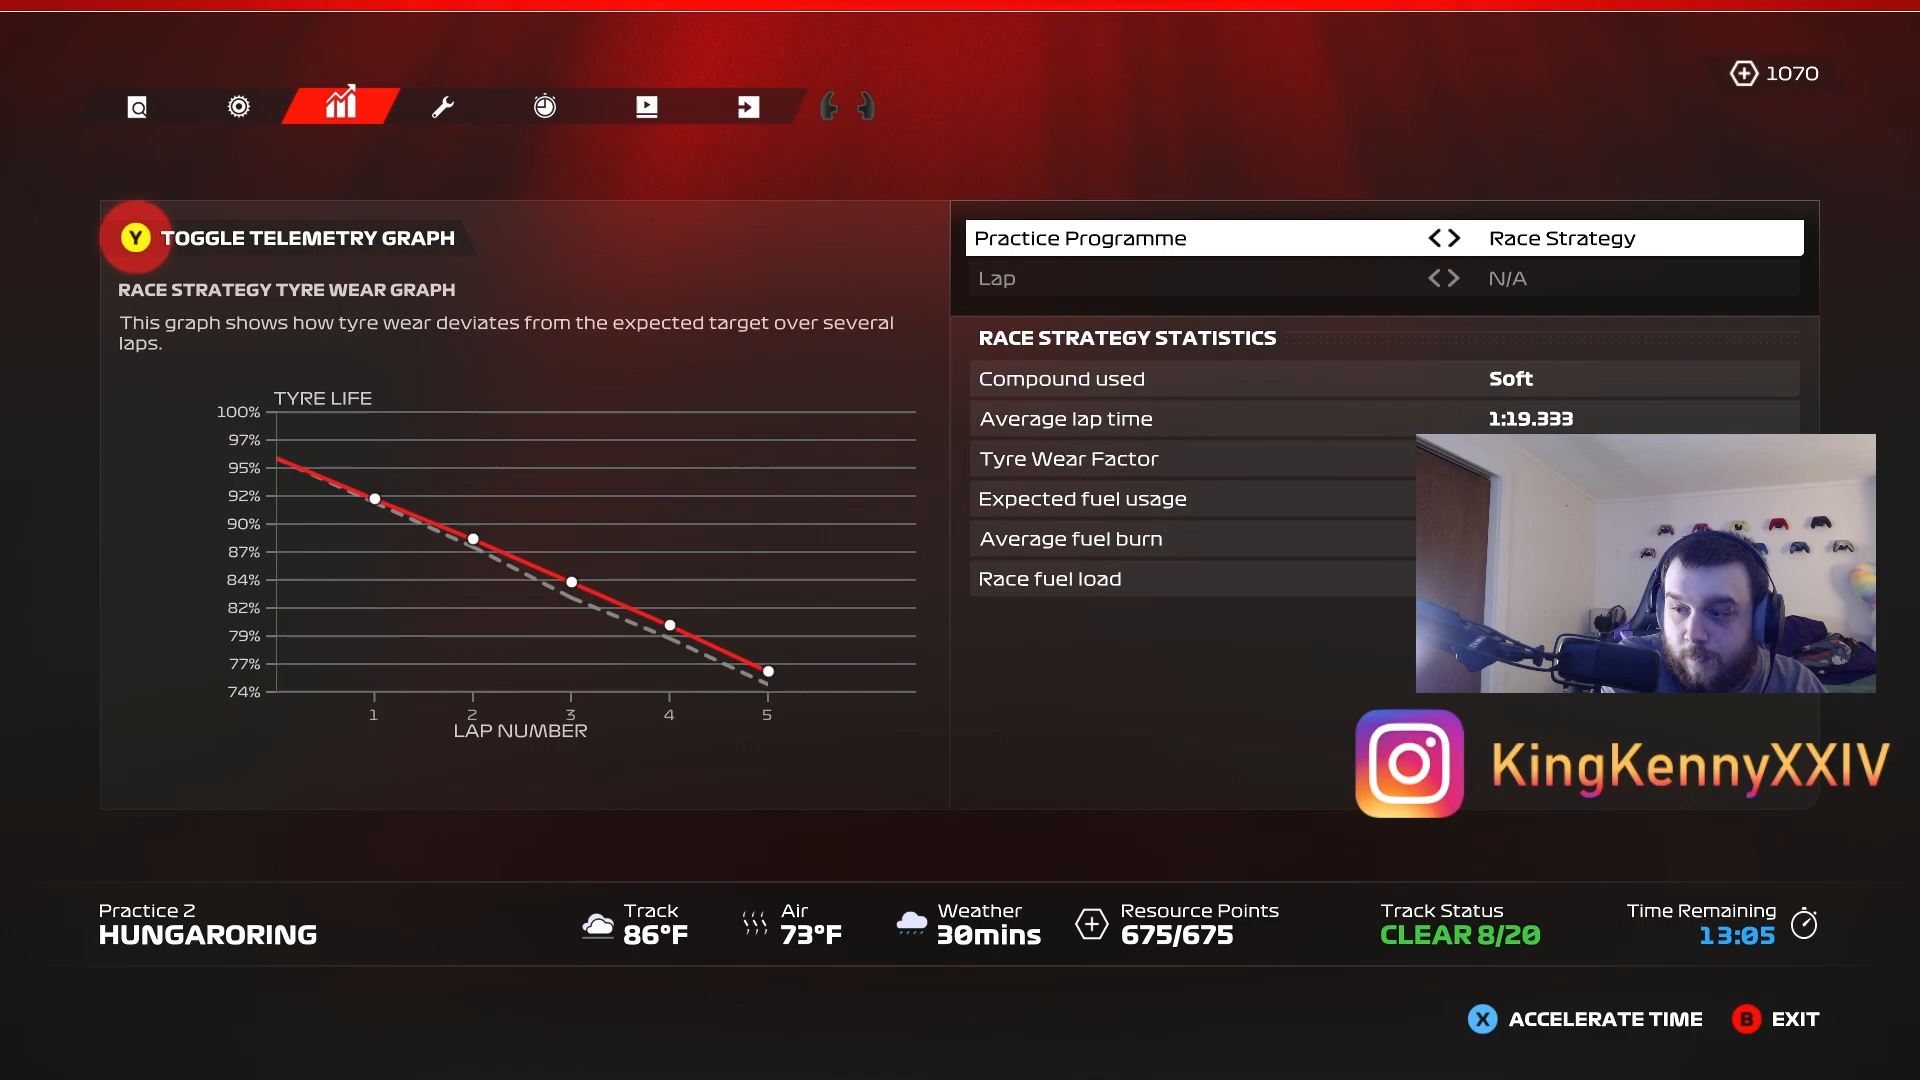 1070
Y TOGGLE TELEMETRY GRAPH
RACE STRATEGY TYRE WEAR GRAPH
This graph shows how tyre wear deviates from the expected target over several
laps.
TYRE LIFE
100%
97%
95%
92%
90%
87%
84%
82%
79%
77%
74%
1 2 3 4 5
LAP NUMBER
Practice Programme Race Strategy
Lap N/A
RACE STRATEGY STATISTICS
Compound used Soft
Average lap time 1:19.333
Tyre Wear Factor
Expected fuel usage
Average fuel burn
Race fuel load
KingKennyXXIV
Practice 2
HUNGARORING
Track
86°F
Air
73°F
Weather
30mins
Resource Points
675/675
Track Status
CLEAR 8/20
Time Remaining
13:05
X ACCELERATE TIME B EXIT